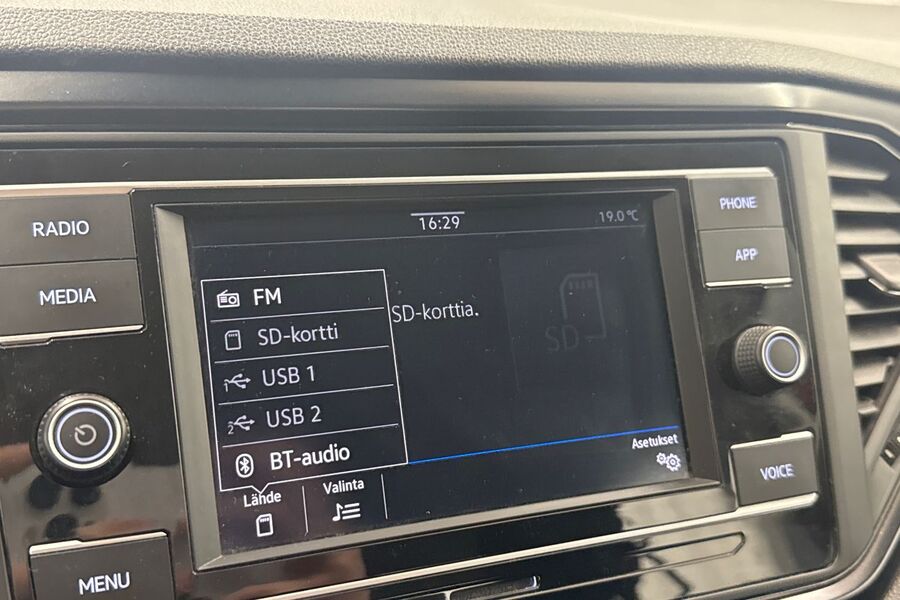 RADIO
MEDIA
MENU
16:29
19.0 °C
FM
SD-kortti
USB 1
USB 2
BT-audio
SD-korttia.
SD
Asetukset
Lähde
Valinta
PHONE
APP
VOICE